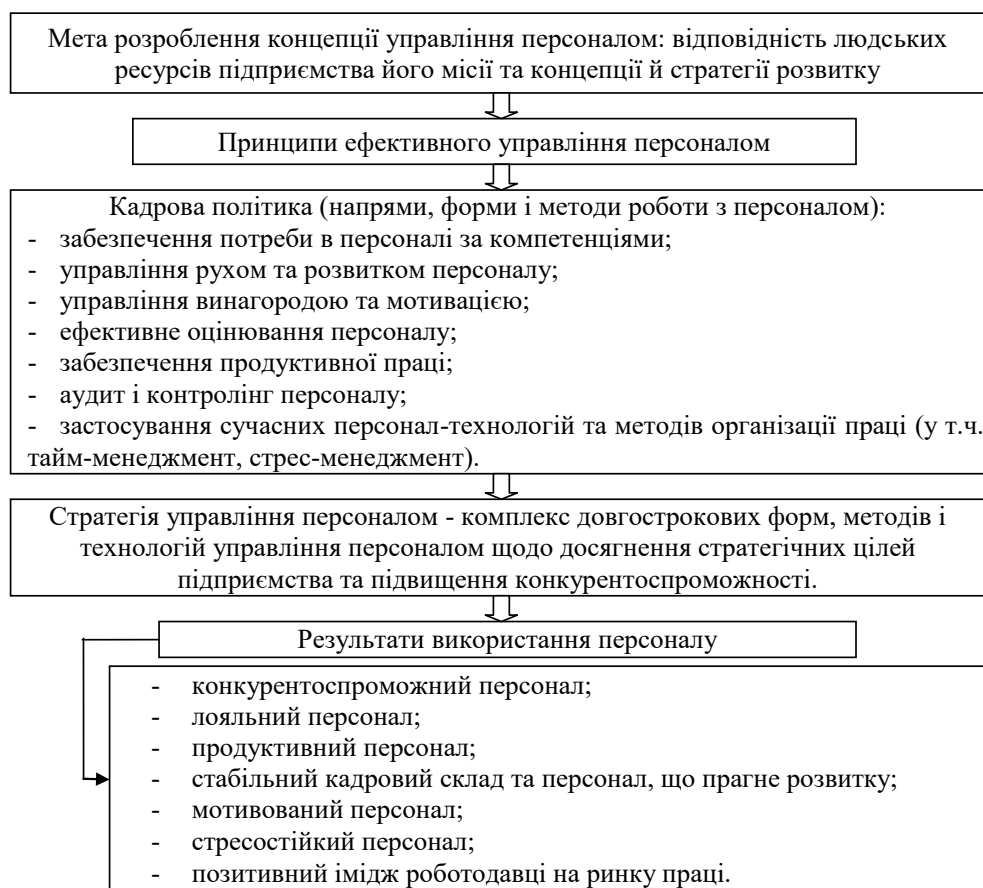 Мета розроблення концепції управління персоналом: відповідність людських
ресурсів підприємства його місії та концепції й стратегії розвитку
Принципи ефективного управління персоналом
Кадрова політика (напрями, форми і методи роботи з персоналом):
- забезпечення потреби в персоналі за компетенціями;
- управління рухом та розвитком персоналу;
- управління винагородою та мотивацією;
- ефективне оцінювання персоналу;
- забезпечення продуктивної праці;
- аудит і контролінг персоналу;
- застосування сучасних персонал-технологій та методів організації праці (у т.ч.
тайм-менеджмент, стрес-менеджмент).
Стратегія управління персоналом - комплекс довгострокових форм, методів і
технологій управління персоналом щодо досягнення стратегічних цілей
підприємства та підвищення конкурентоспроможності.
Результати використання персоналу
- конкурентоспроможний персонал;
- лояльний персонал;
- продуктивний персонал;
- стабільний кадровий склад та персонал, що прагне розвитку;
- мотивований персонал;
- стресостійкий персонал;
- позитивний імідж роботодавці на ринку праці.